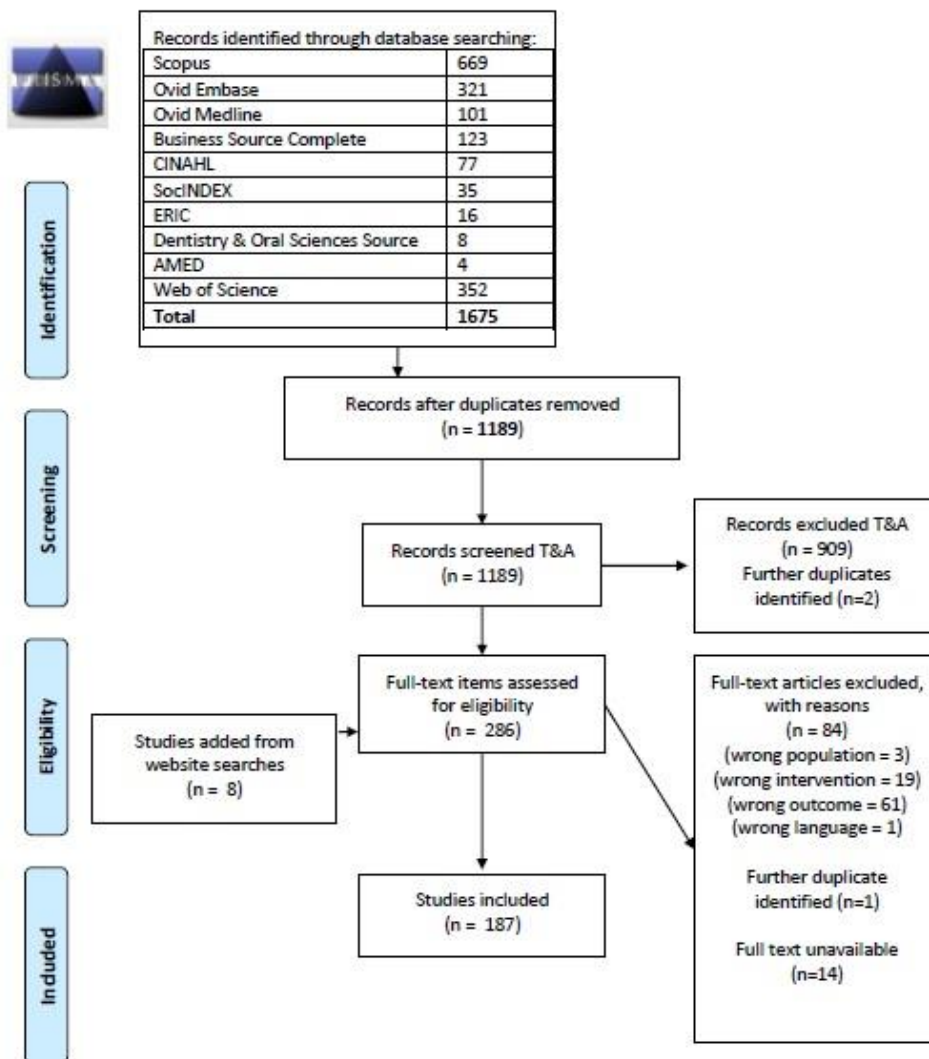 Records identified through database searching:
Scopus 669
Ovid Embase 321
Ovid Medline 101
Business Source Complete 123
CINAHL 77
SocINDEX 35
ERIC 16
Dentistry & Oral Sciences Source 8
AMED 4
Web of Science 352
Total 1675
Identification
Records after duplicates removed
(n = 1189)
Screening
Records screened T&A
(n = 1189)
Records excluded T&A
(n = 909)
Further duplicates
identified (n=2)
Eligibility
Full-text items assessed
for eligibility
(n = 286)
Studies added from
website searches
(n = 8)
Full-text articles excluded,
with reasons
(n = 84)
(wrong population = 3)
(wrong intervention = 19)
(wrong outcome = 61)
(wrong language = 1)
Further duplicate
identified (n=1)
Full text unavailable
(n=14)
Included
Studies included
(n = 187)